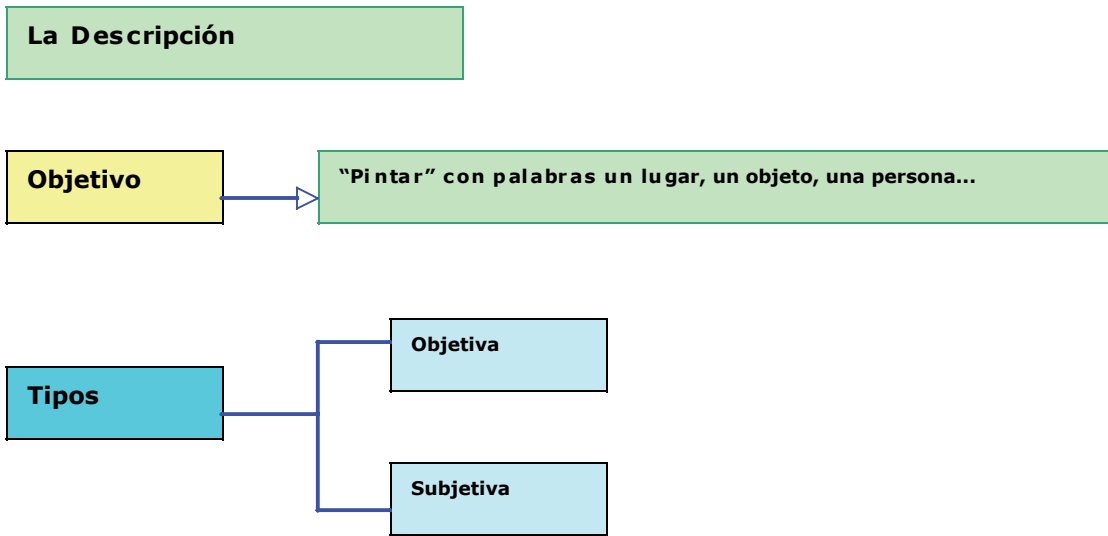 La Descripción
Objetivo
“Pintar” con palabras un lugar, un objeto, una persona...
Objetiva
Tipos
Subjetiva